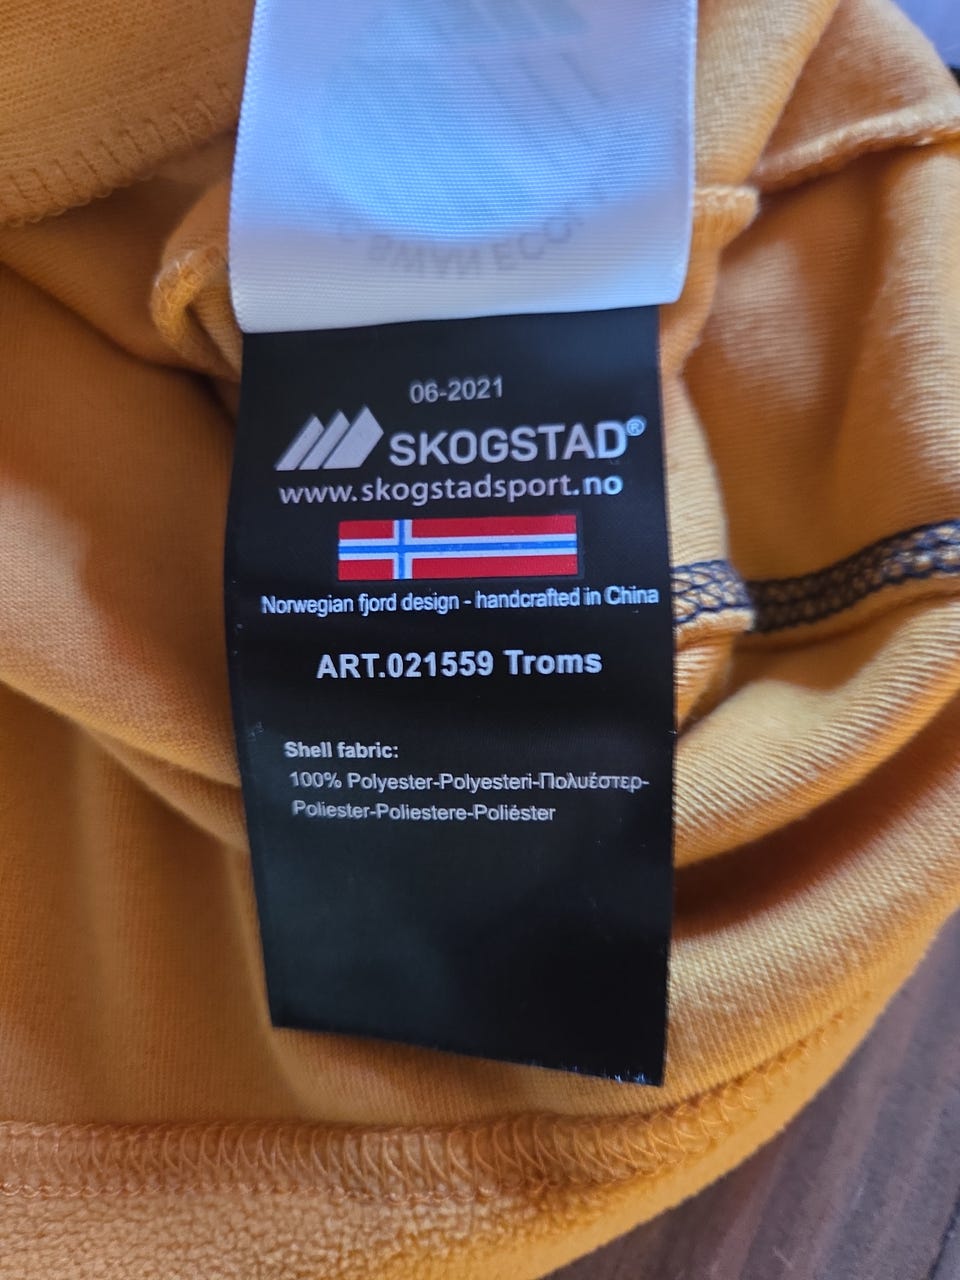 06-2021
SKOGSTAD®
www.skogstadsport.no
Norwegian fjord design - handcrafted in China
ART.021559 Troms
Shell fabric:
100% Polyester-Polyesteri-Πολυέστερ-
Poliester-Poliestere-Poliéster